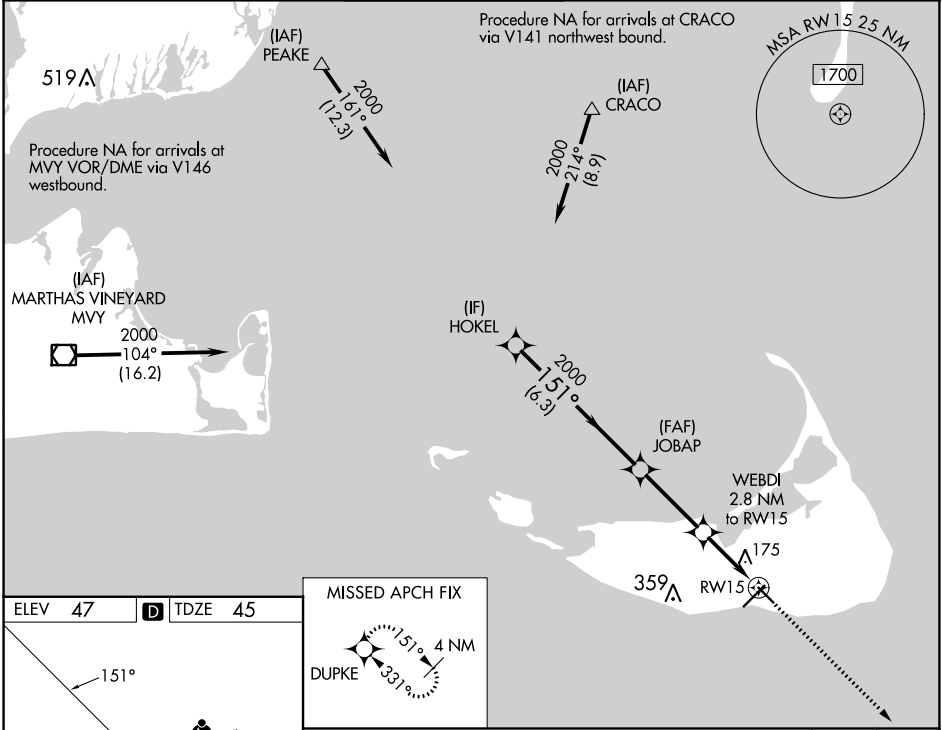 Procedure NA for arrivals at CRACO
via V141 northwest bound.
MSA RW 15 25 NM
1700
(IAF)
PEAKE
2000
161°
(12.3)
519
(IAF)
CRACO
2000
214°
(8.9)
Procedure NA for arrivals at
MVY VOR/DME via V146
westbound.
(IAF)
MARTHAS VINEYARD
MVY
2000
104°
(16.2)
(IF)
HOKEL
2000
151°
(6.3)
(FAF)
JOBAP
WEBDI
2.8 NM
to RW15
175
359
RW15
ELEV 47 D TDZE 45
151°
MISSED APCH FIX
DUPKE
151°
4 NM
331°